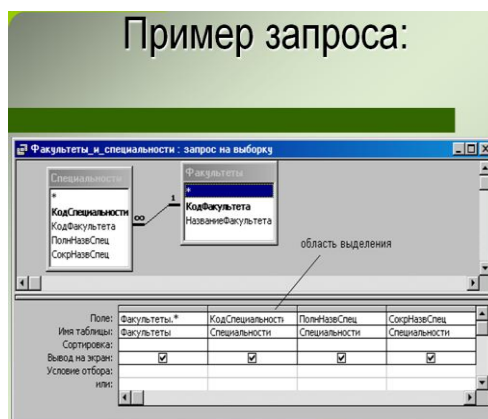 Пример запроса:
Факультеты_и_специальности : запрос на выборку
Специальности
*
КодСпециальности
КодФакультета
ПолнНазвСпец
СокрНазвСпец
Факультеты
*
КодФакультета
НазваниеФакультета
∞
1
область выделения
Поле: Факультеты.* КодСпециальности ПолнНазвСпец СокрНазвСпец
Имя таблицы: Факультеты Специальности Специальности Специальности
Сортировка:
Вывод на экран:
Условие отбора:
или: